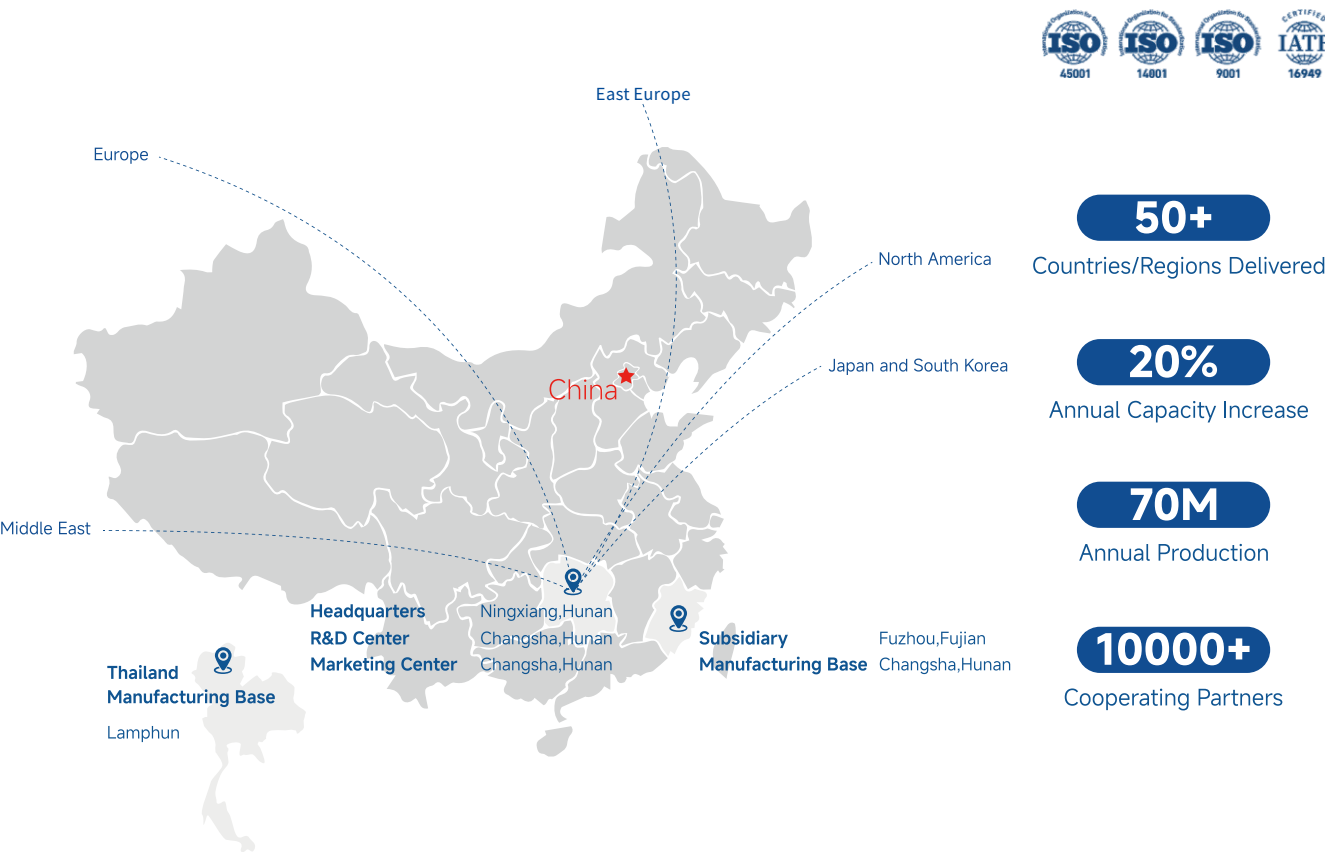 ISO ISO ISO IATF
45001 14001 9001 16949
CERTIFIED
East Europe
Europe
North America
Japan and South Korea
China
Middle East
Headquarters Ningxiang,Hunan
R&D Center Changsha,Hunan
Marketing Center Changsha,Hunan
Subsidiary Fuzhou,Fujian
Manufacturing Base Changsha,Hunan
Thailand
Manufacturing Base
Lamphun
50+
Countries/Regions Delivered
20%
Annual Capacity Increase
70M
Annual Production
10000+
Cooperating Partners